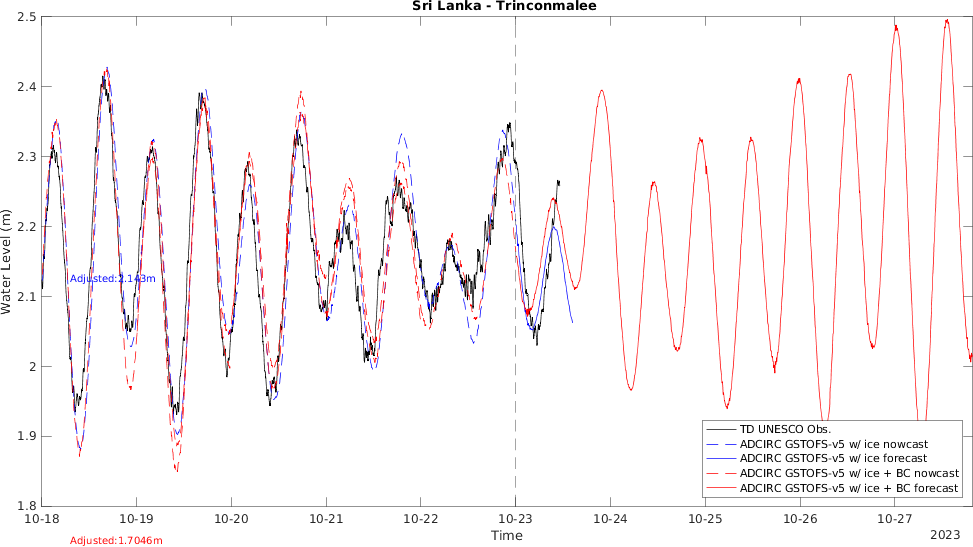 Sri Lanka - Trinconmalee
2.5
2.4
2.3
2.2
2.1
2
1.9
1.8
Water Level (m)
Adjusted:2.143m
TD UNESCO Obs.
ADCIRC GSTOFS-v5 w/ ice nowcast
ADCIRC GSTOFS-v5 w/ ice forecast
ADCIRC GSTOFS-v5 w/ ice + BC nowcast
ADCIRC GSTOFS-v5 w/ ice + BC forecast
10-18 10-19 10-20 10-21 10-22 10-23 10-24 10-25 10-26 10-27
Time
2023
Adjusted:1.7046m